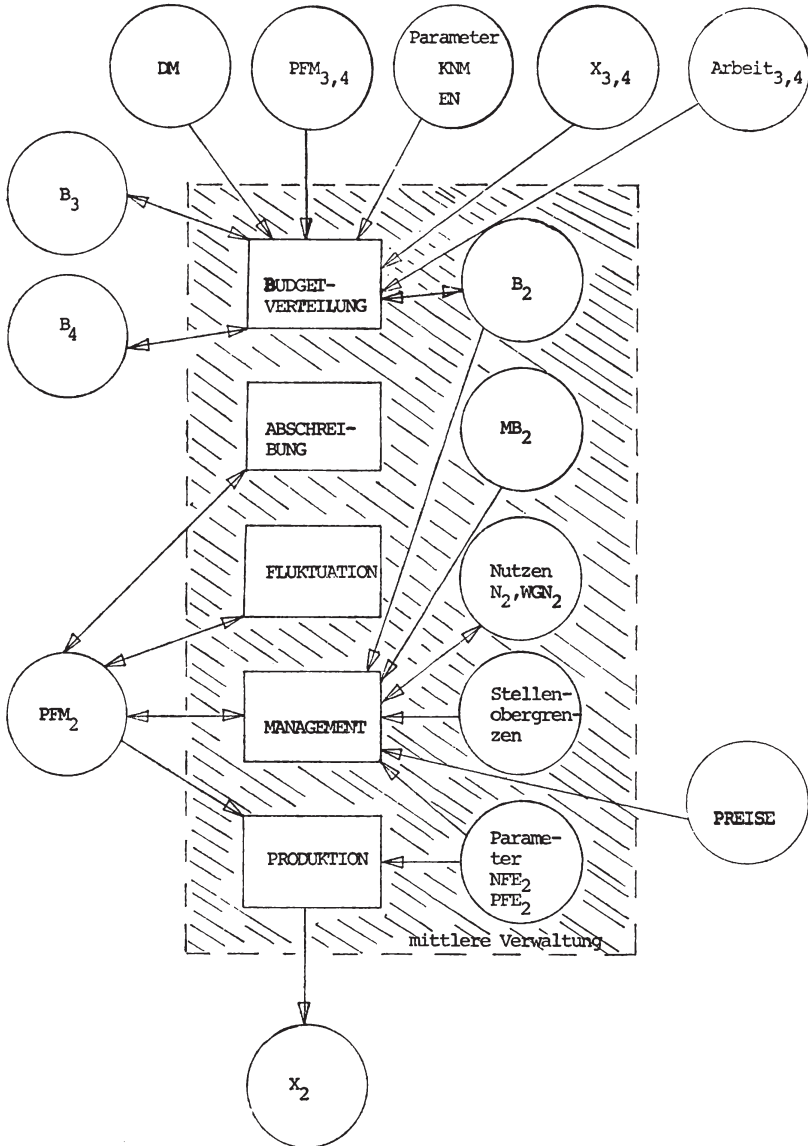 DM
PFM3,4
Parameter
KNM
EN
X3,4
Arbeit3,4
B3
B4
BUDGET-
VERTEILUNG
B2
ABSCHREI-
BUNG
MB2
FLUKTUATION
Nutzen
N2,WGN2
PFM2
MANAGEMENT
Stellen-
obergren-
zen
PREISE
PRODUKTION
Parame-
ter
NFE2
PFE2
mittlere Verwaltung
X2